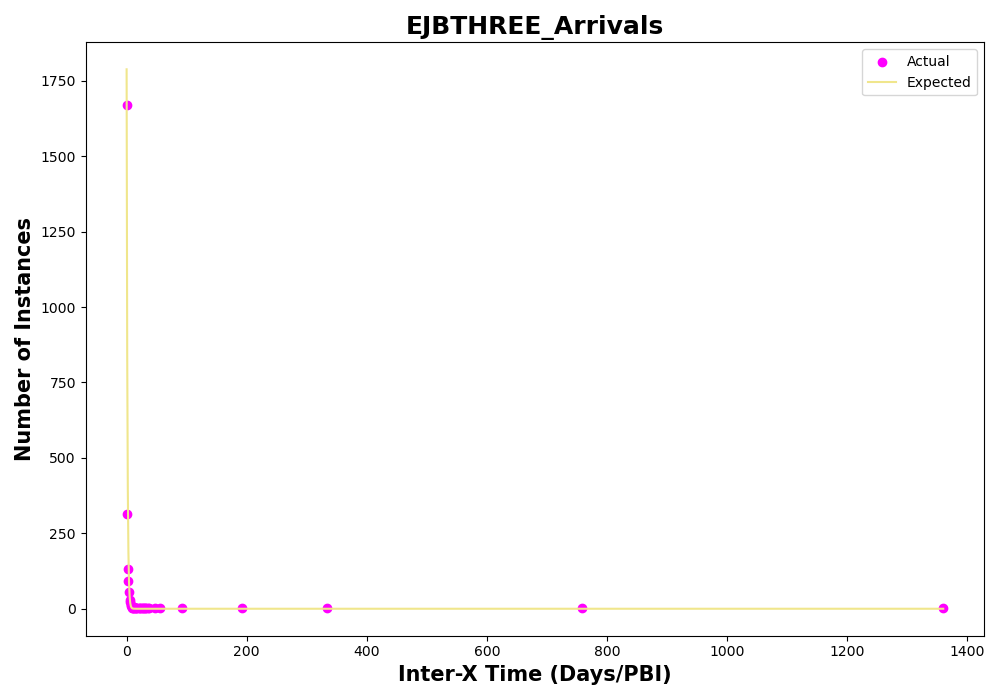 EJBTHREE_Arrivals
Actual
Expected
1750
1500
1250
1000
750
500
250
0
Number of Instances
0 200 400 600 800 1000 1200 1400
Inter-X Time (Days/PBI)